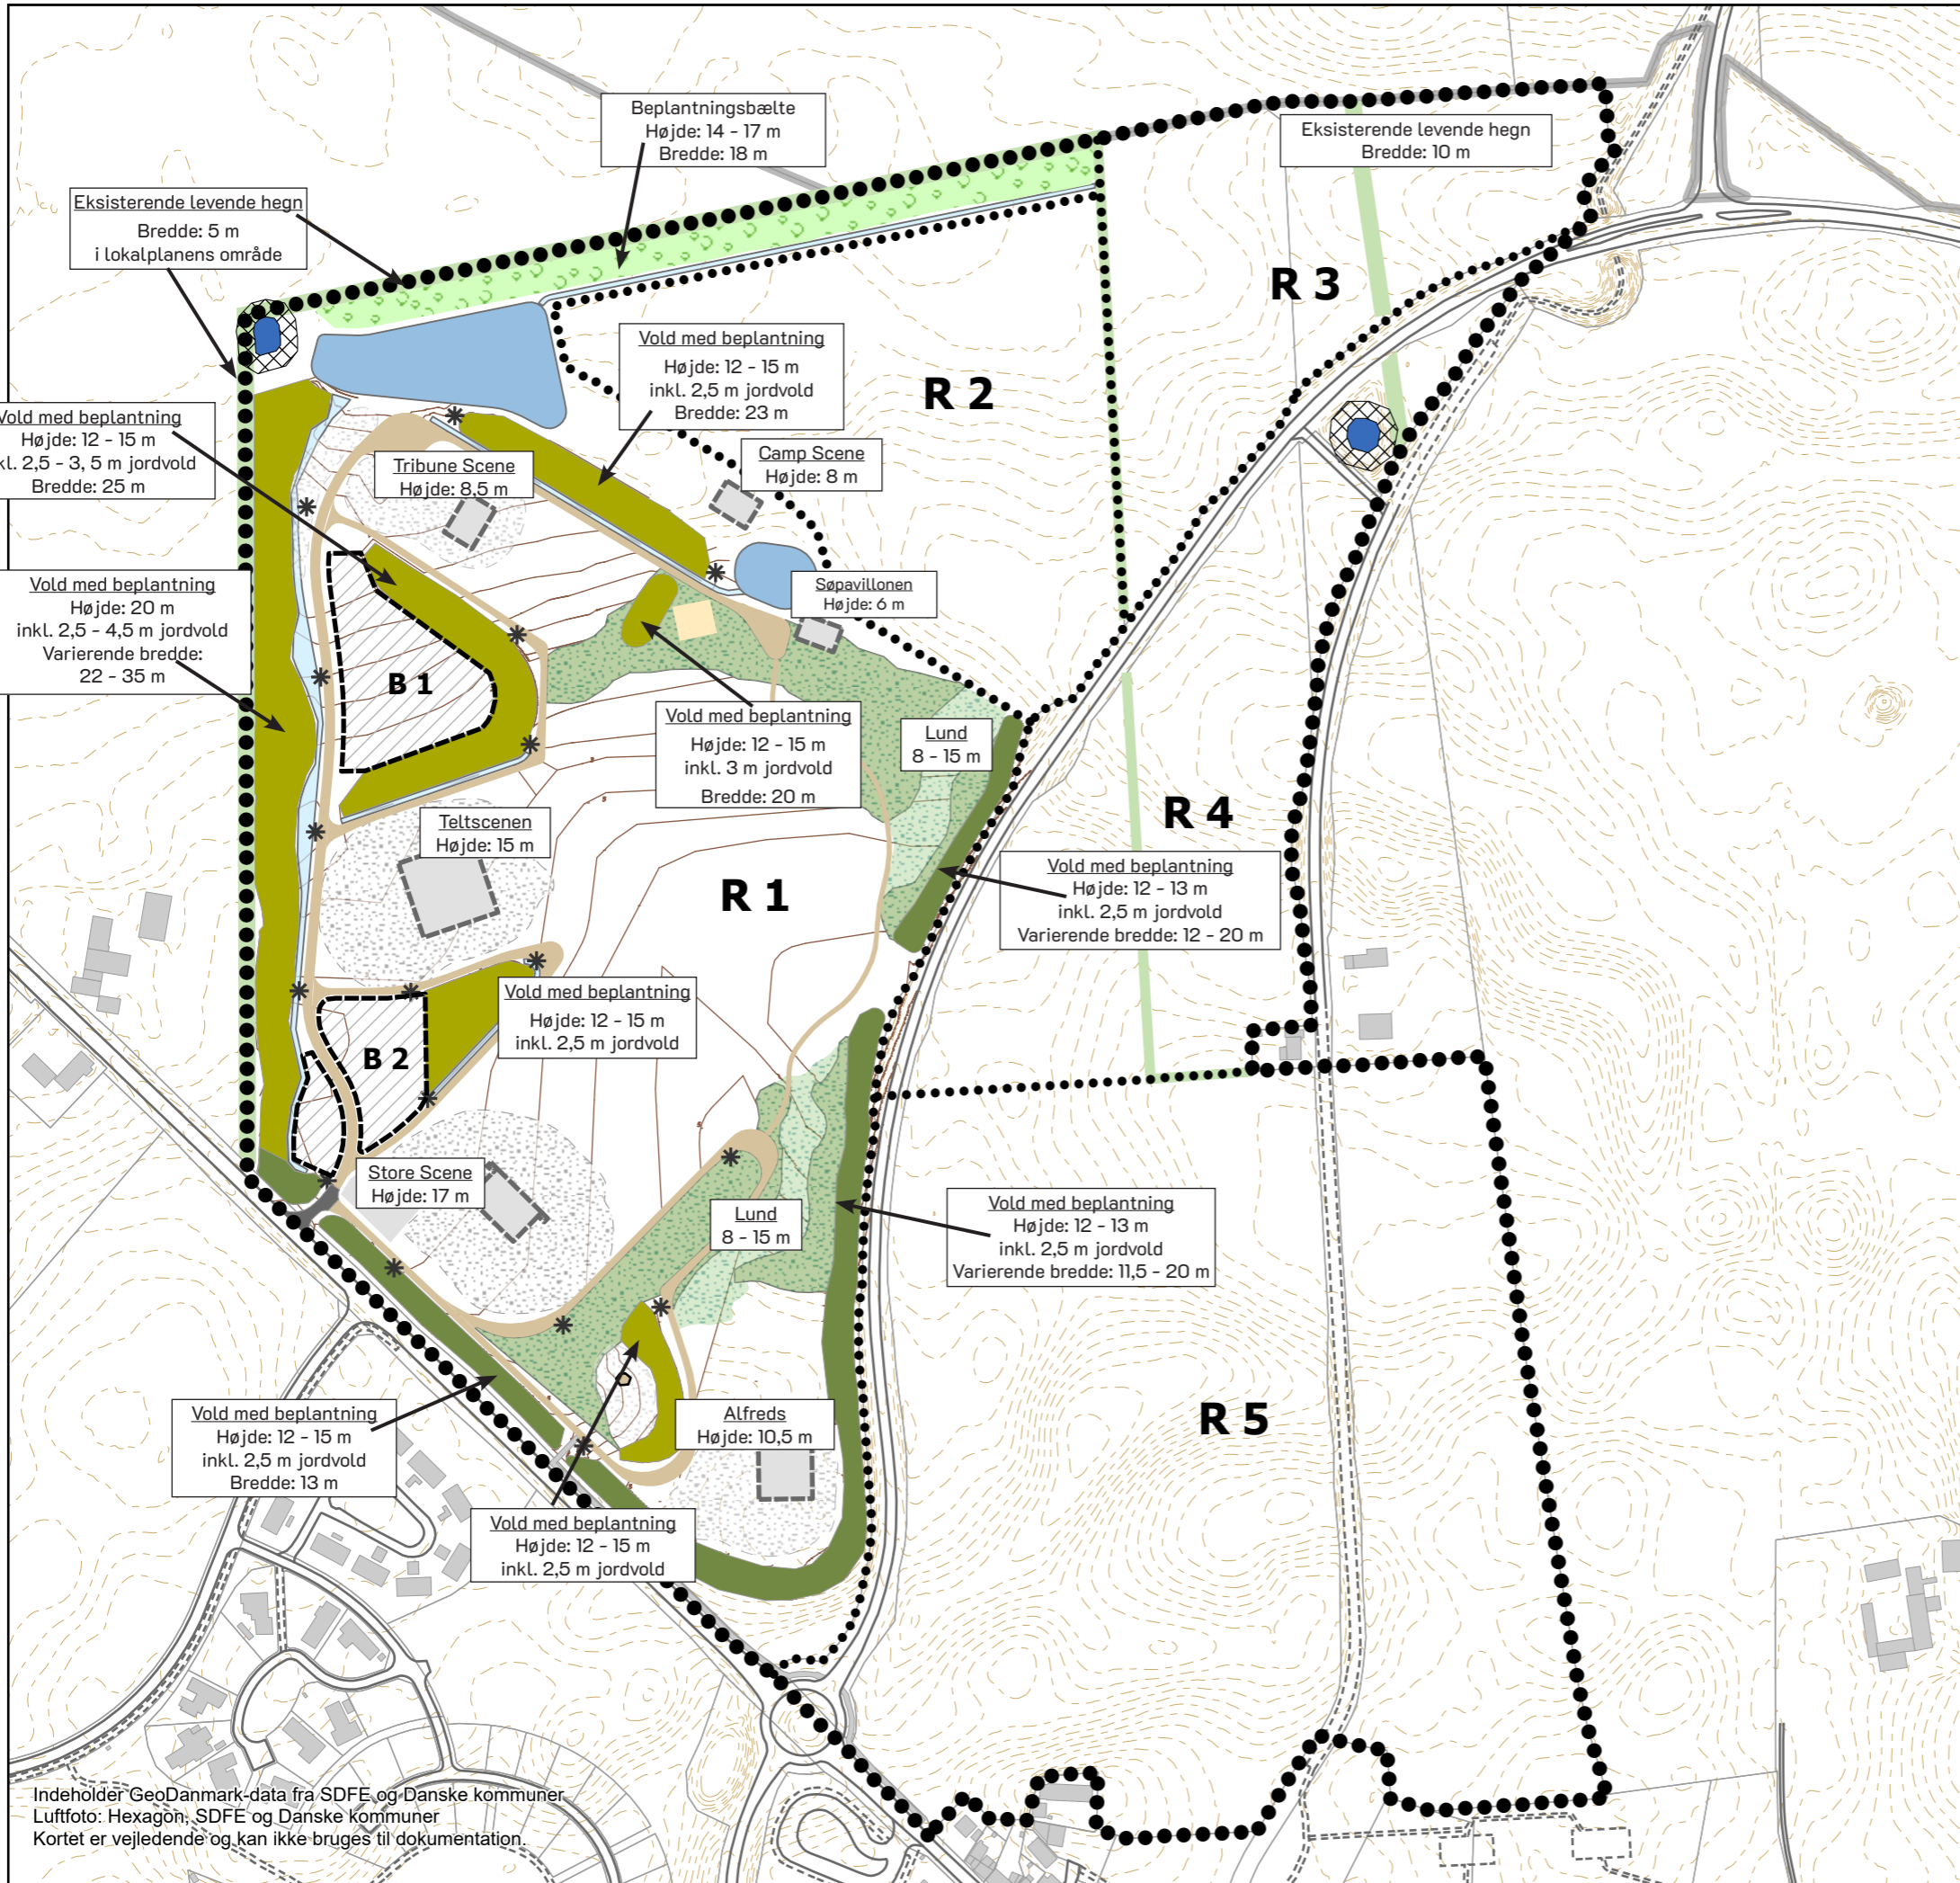 Beplantningsbælte
Højde: 14 - 17 m
Bredde: 18 m
Eksisterende levende hegn
Bredde: 10 m
Eksisterende levende hegn
Bredde: 5 m
i lokalplanens område
R 3
Vold med beplantning
Højde: 12 - 15 m
inkl. 2,5 m jordvold
Bredde: 23 m
R 2
Vold med beplantning
Højde: 12 - 15 m
kl. 2,5 - 3, 5 m jordvold
Bredde: 25 m
Tribune Scene
Højde: 8,5 m
Camp Scene
Højde: 8 m
Vold med beplantning
Højde: 20 m
inkl. 2,5 - 4,5 m jordvold
Varierende bredde:
22 - 35 m
Søpavillonen
Højde: 6 m
B 1
Vold med beplantning
Højde: 12 - 15 m
inkl. 3 m jordvold
Bredde: 20 m
Lund
8 - 15 m
R 4
Teltscenen
Højde: 15 m
R 1
Vold med beplantning
Højde: 12 - 13 m
inkl. 2,5 m jordvold
Varierende bredde: 12 - 20 m
Vold med beplantning
Højde: 12 - 15 m
inkl. 2,5 m jordvold
B 2
Store Scene
Højde: 17 m
Lund
8 - 15 m
Vold med beplantning
Højde: 12 - 13 m
inkl. 2,5 m jordvold
Varierende bredde: 11,5 - 20 m
R 5
Vold med beplantning
Højde: 12 - 15 m
inkl. 2,5 m jordvold
Bredde: 13 m
Alfreds
Højde: 10,5 m
Vold med beplantning
Højde: 12 - 15 m
inkl. 2,5 m jordvold
Indeholder GeoDanmark-data fra SDFE og Danske kommuner
Luftfoto: Hexagon, SDFE og Danske kommuner
Kortet er vejledende og kan ikke bruges til dokumentation.